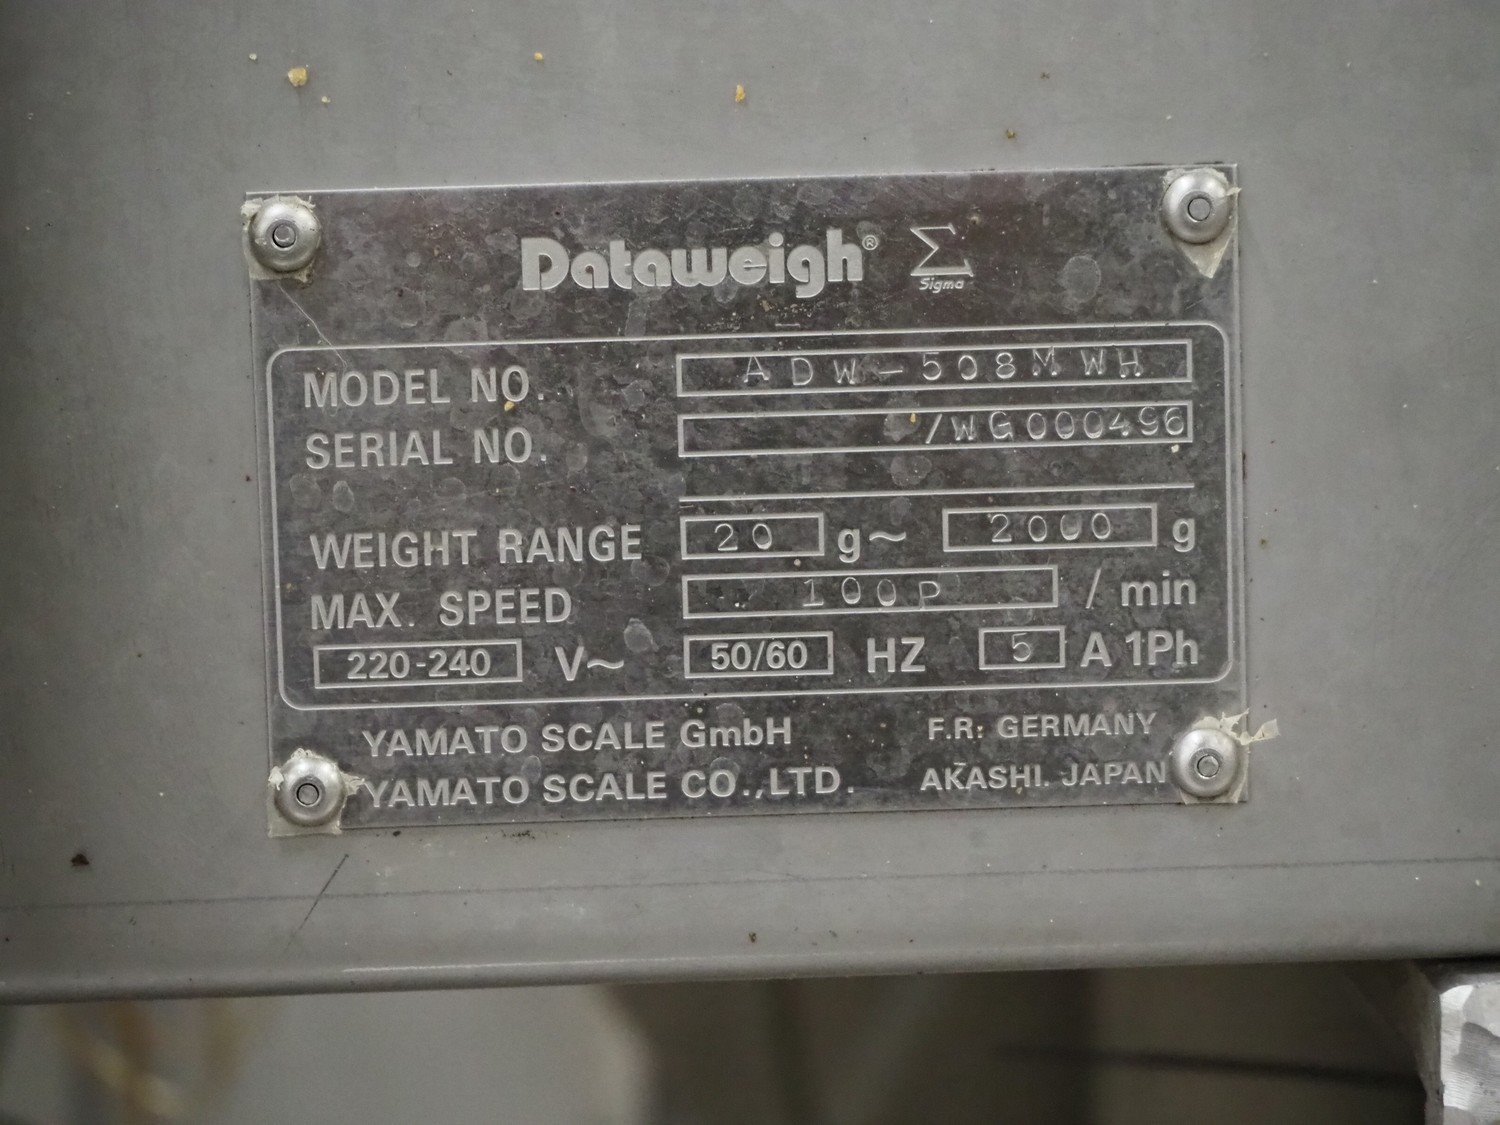 Dataweigh® Σ
Sigma
MODEL NO. ADW-508MWH
SERIAL NO. /WG000496
WEIGHT RANGE 20 g~ 2000 g
MAX. SPEED 100P / min
220-240 V~ 50/60 HZ 5 A 1Ph
YAMATO SCALE GmbH F.R. GERMANY
YAMATO SCALE CO.,LTD. AKASHI. JAPAN